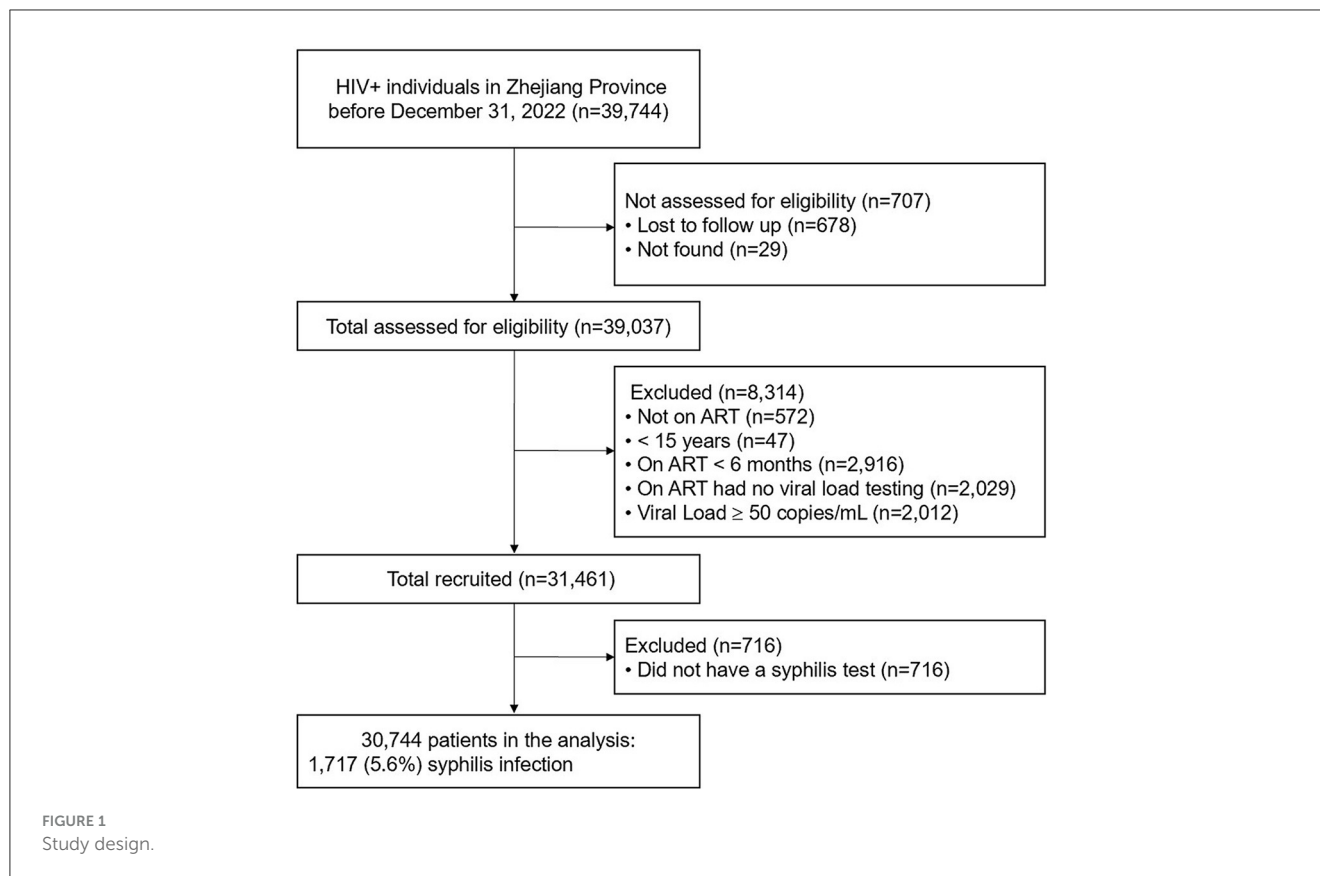 HIV+ individuals in Zhejiang Province
before December 31, 2022 (n=39,744)
Not assessed for eligibility (n=707)
• Lost to follow up (n=678)
• Not found (n=29)
Total assessed for eligibility (n=39,037)
Excluded (n=8,314)
• Not on ART (n=572)
• < 15 years (n=47)
• On ART < 6 months (n=2,916)
• On ART had no viral load testing (n=2,029)
• Viral Load ≥ 50 copies/mL (n=2,012)
Total recruited (n=31,461)
Excluded (n=716)
• Did not have a syphilis test (n=716)
30,744 patients in the analysis:
1,717 (5.6%) syphilis infection
FIGURE 1
Study design.